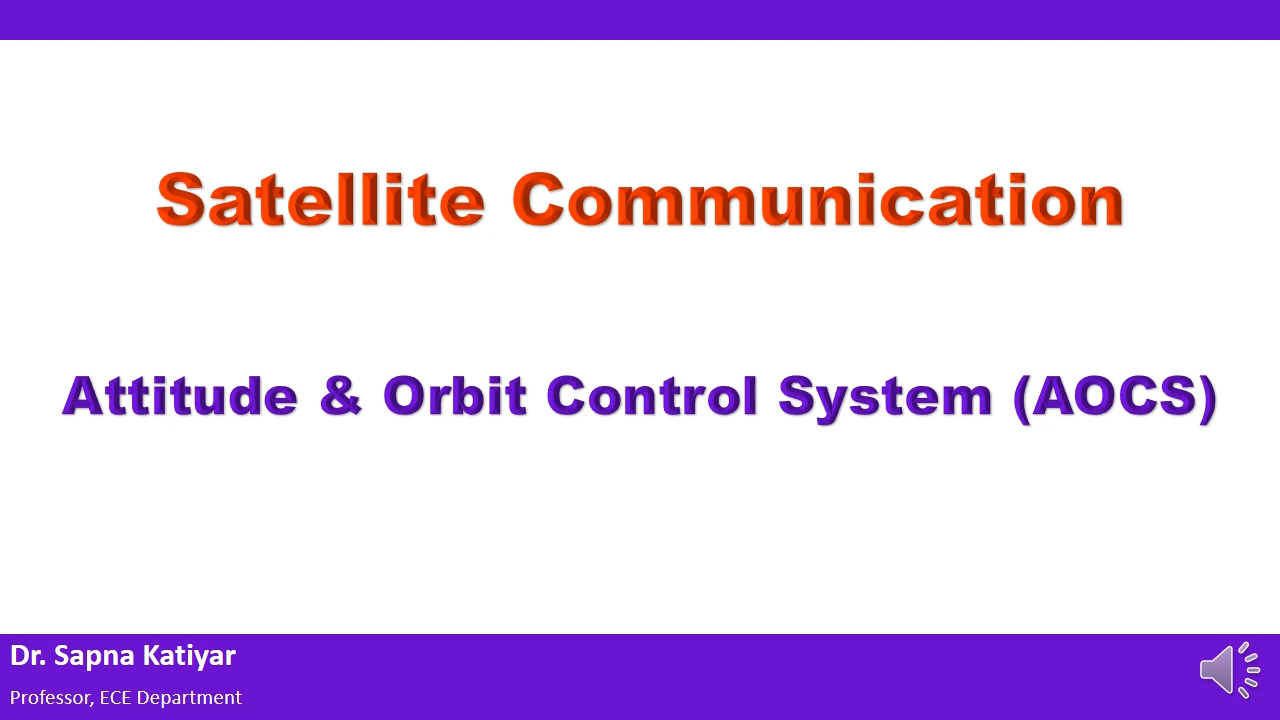 Satellite Communication
Attitude & Orbit Control System (AOCS)
Dr. Sapna Katiyar
Professor, ECE Department